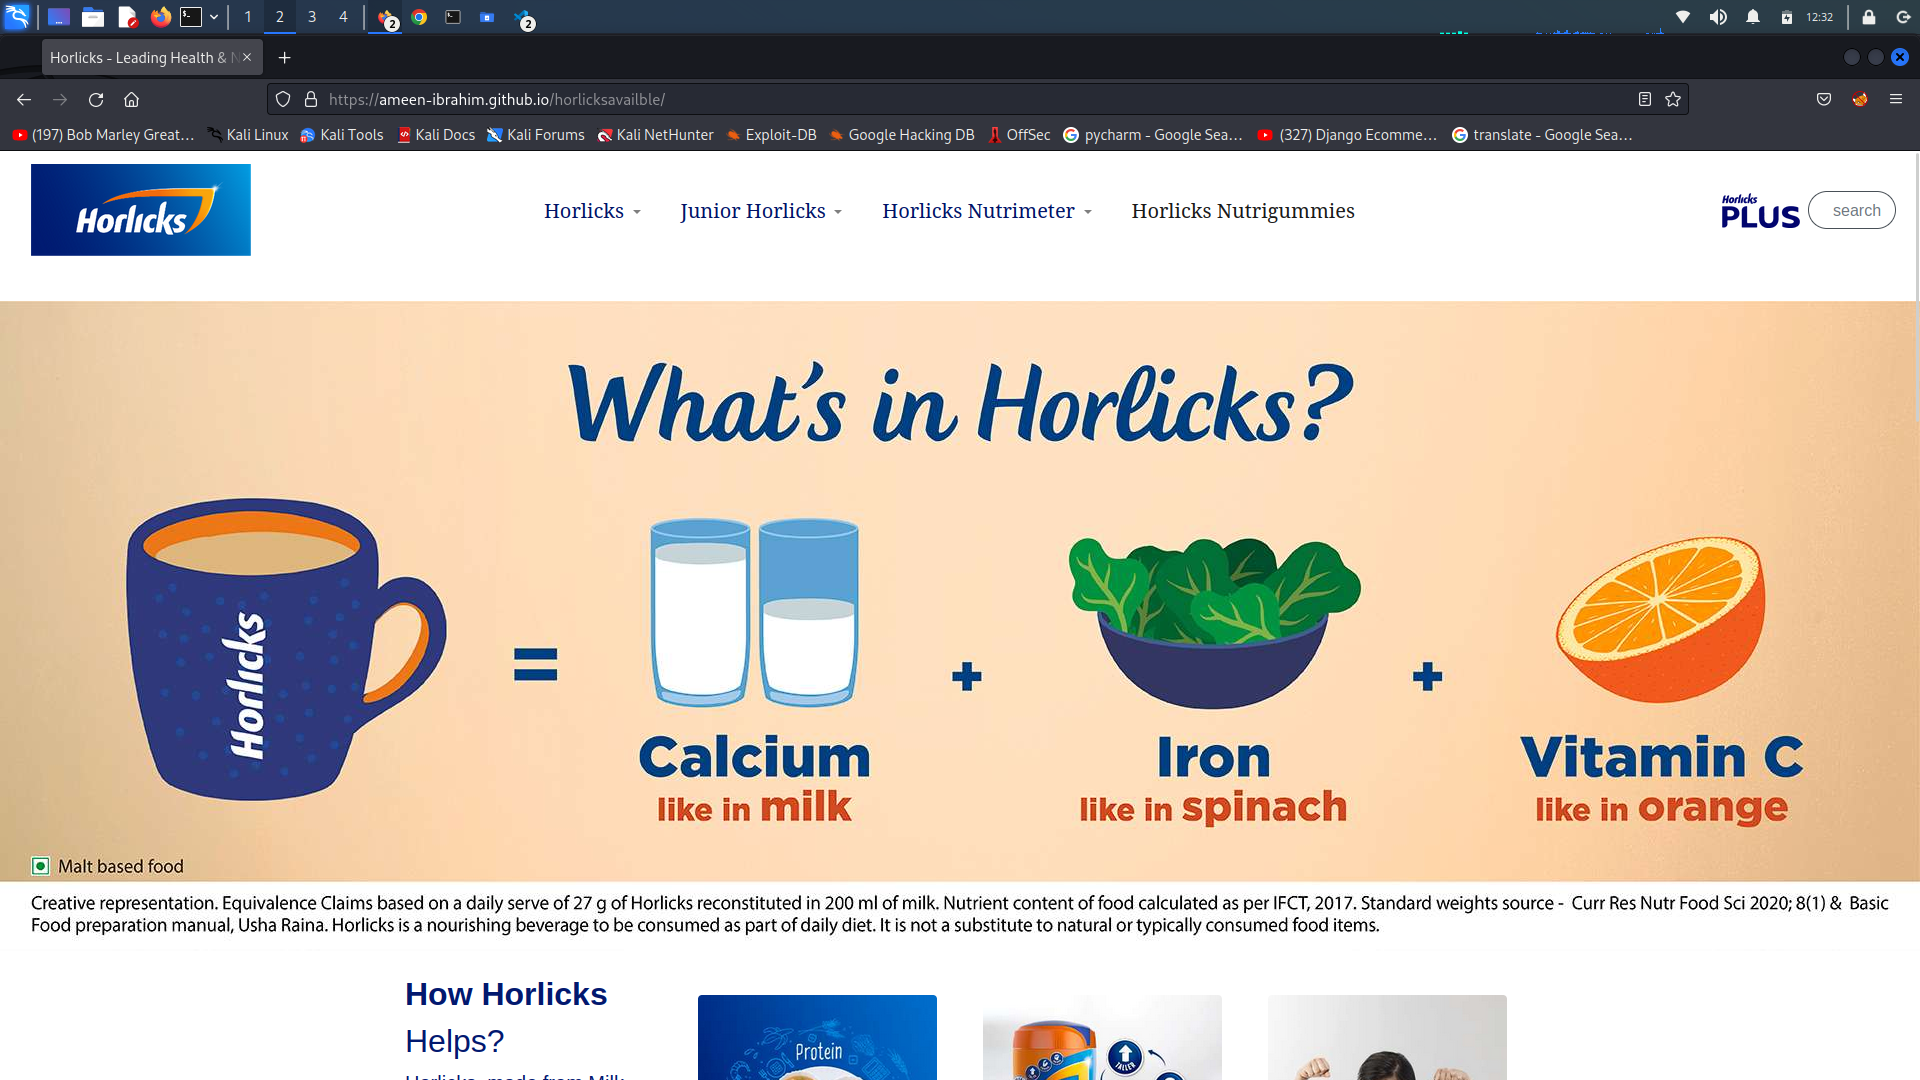 1 2 3 4 2 2 12:32
Horlicks - Leading Health & N
https://ameen-ibrahim.github.io/horlicksavailble/
(197) Bob Marley Great… Kali Linux Kali Tools Kali Docs Kali Forums Kali NetHunter Exploit-DB Google Hacking DB OffSec pycharm - Google Sea… (327) Django Ecomme… translate - Google Sea…
Horlicks
Horlicks Junior Horlicks Horlicks Nutrimeter Horlicks Nutrigummies
Horlicks
PLUS
search
What's in Horlicks?
Horlicks
=
+
+
Calcium Iron Vitamin C
like in milk like in spinach like in orange
Malt based food
Creative representation. Equivalence Claims based on a daily serve of 27 g of Horlicks reconstituted in 200 ml of milk. Nutrient content of food calculated as per IFCT, 2017. Standard weights source - Curr Res Nutr Food Sci 2020; 8(1) & Basic
Food preparation manual, Usha Raina. Horlicks is a nourishing beverage to be consumed as part of daily diet. It is not a substitute to natural or typically consumed food items.
How Horlicks
Helps?
Horlicks, made from Milk
Protein
TALLER